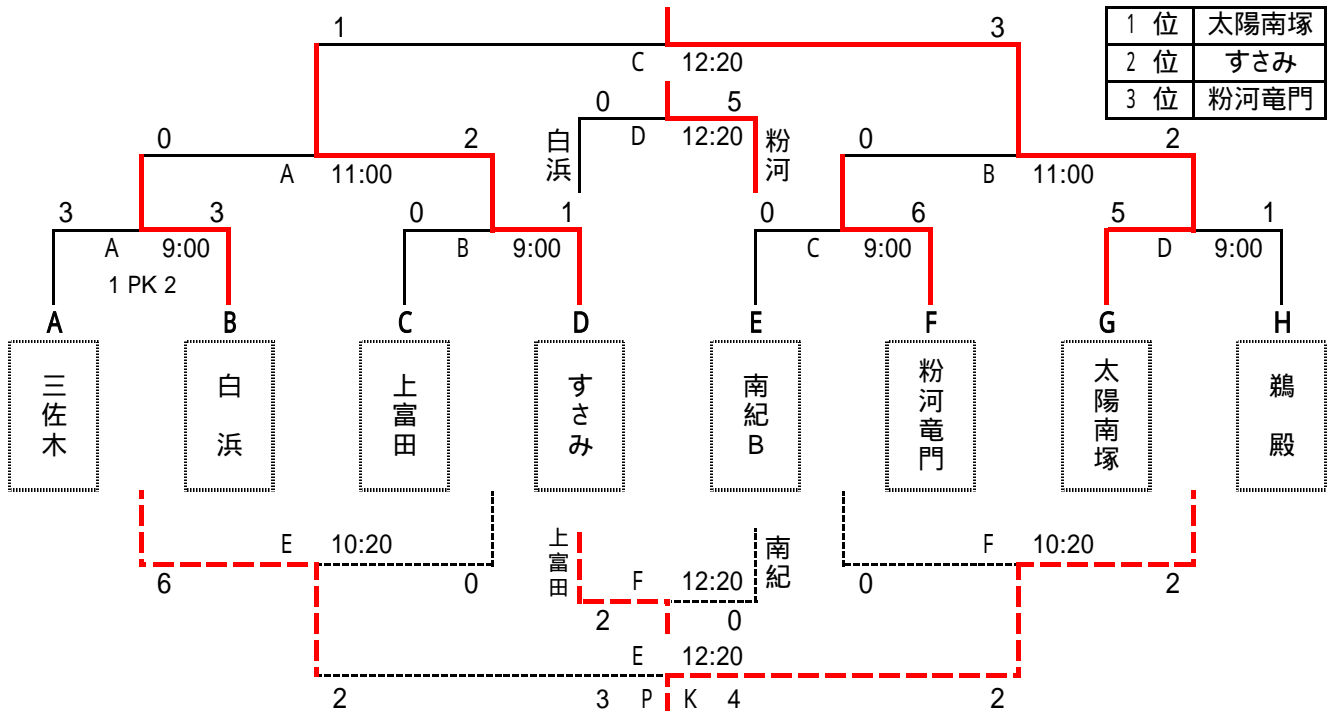 1 3
1 位 太陽南塚
C 12:20
2 位 すさみ
3 位 粉河竜門
0 5
白浜 D 12:20 粉河
0 2 0 2
A 11:00 B 11:00
3 3 0 1 0 6 5 1
A 9:00 B 9:00 C 9:00 D 9:00
1 PK 2
A B C D E F G H
三佐木
白浜
上富田
すさみ
南紀B
粉河竜門
太陽南塚
鵜殿
E 10:20 F 10:20
6 0 0 2
上富田 F 12:20 南紀
2 0
E 12:20
2 3 P K 4 2